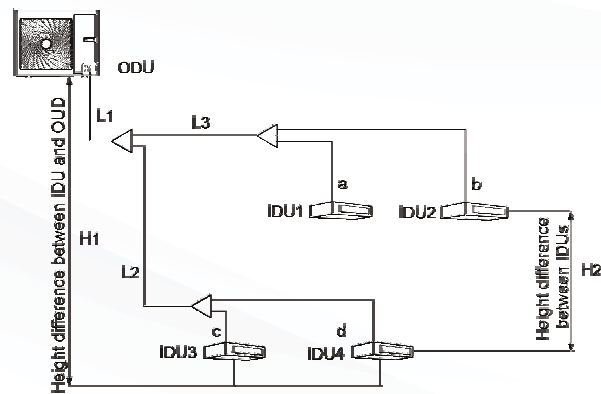 ODU
L1
L3
a
b
IDU1
IDU2
Height difference between IDU and OUD
H1
Height difference
between IDUs
H2
L2
c
d
IDU3
IDU4